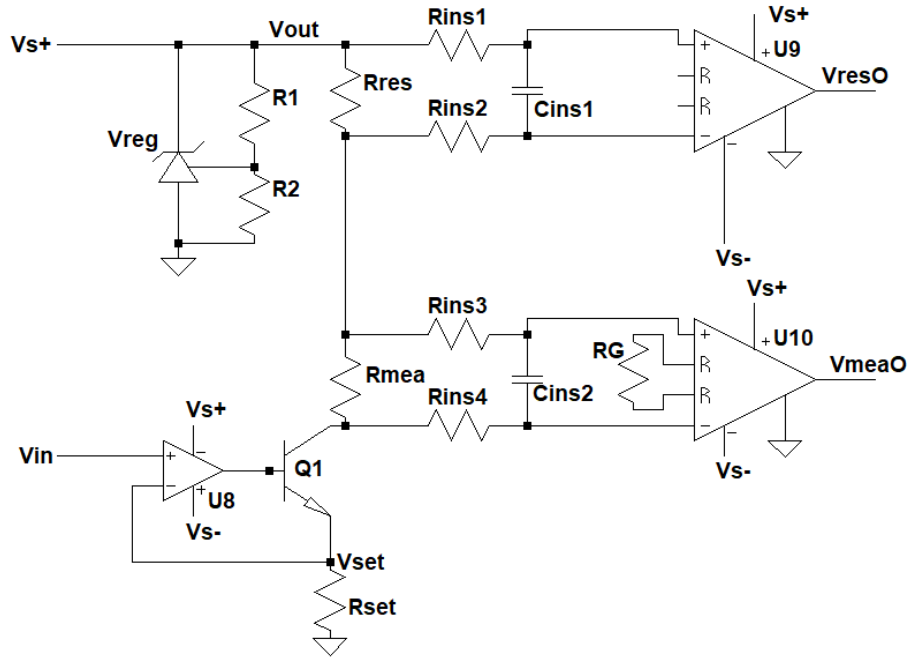 Vs+
Vout
Rins1
Vs+
+
+ U9
Rres
R
VresO
R1
R
Rins2
Cins1
Vreg
−
−
R2
Vs-
Rins3
Vs+
+
+ U10
RG
R
Rmea
VmeaO
R
Rins4
Cins2
−
−
Vs+
Vs-
Vin
+
−
Q1
−
+
U8
Vs-
Vset
Rset